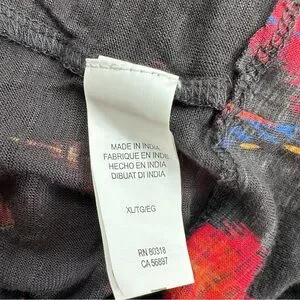 MADE IN INDIA
FABRIQUE EN INDE
HECHO EN INDIA
DIBUAT DI INDIA
XL/TG/EG
RN 80318
CA 56897